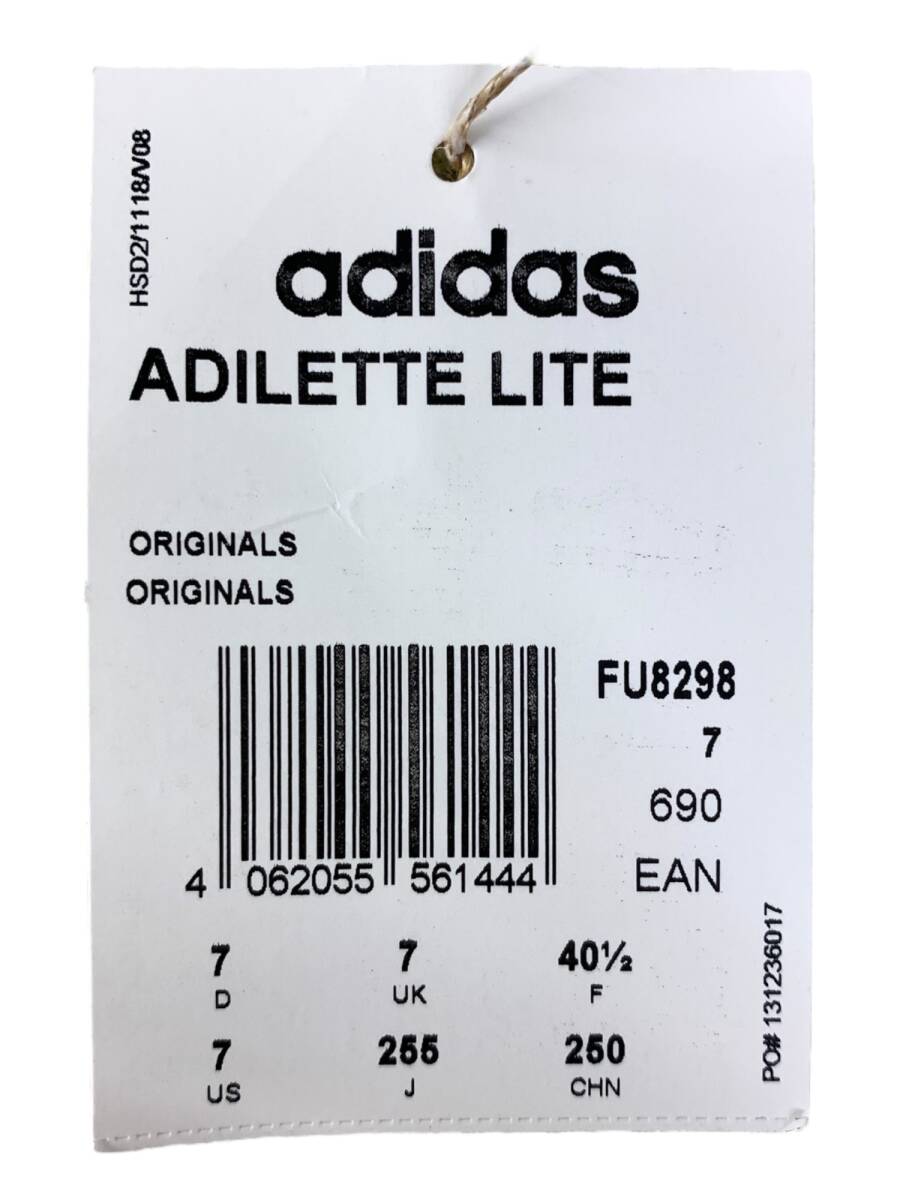 HSD2/1118/V08
adidas
ADILETTE LITE
ORIGINALS
ORIGINALS
FU8298
7
690
4 062055 561444 EAN
7 7 40½
D UK F
7 255 250
US J CHN
PO# 131236017